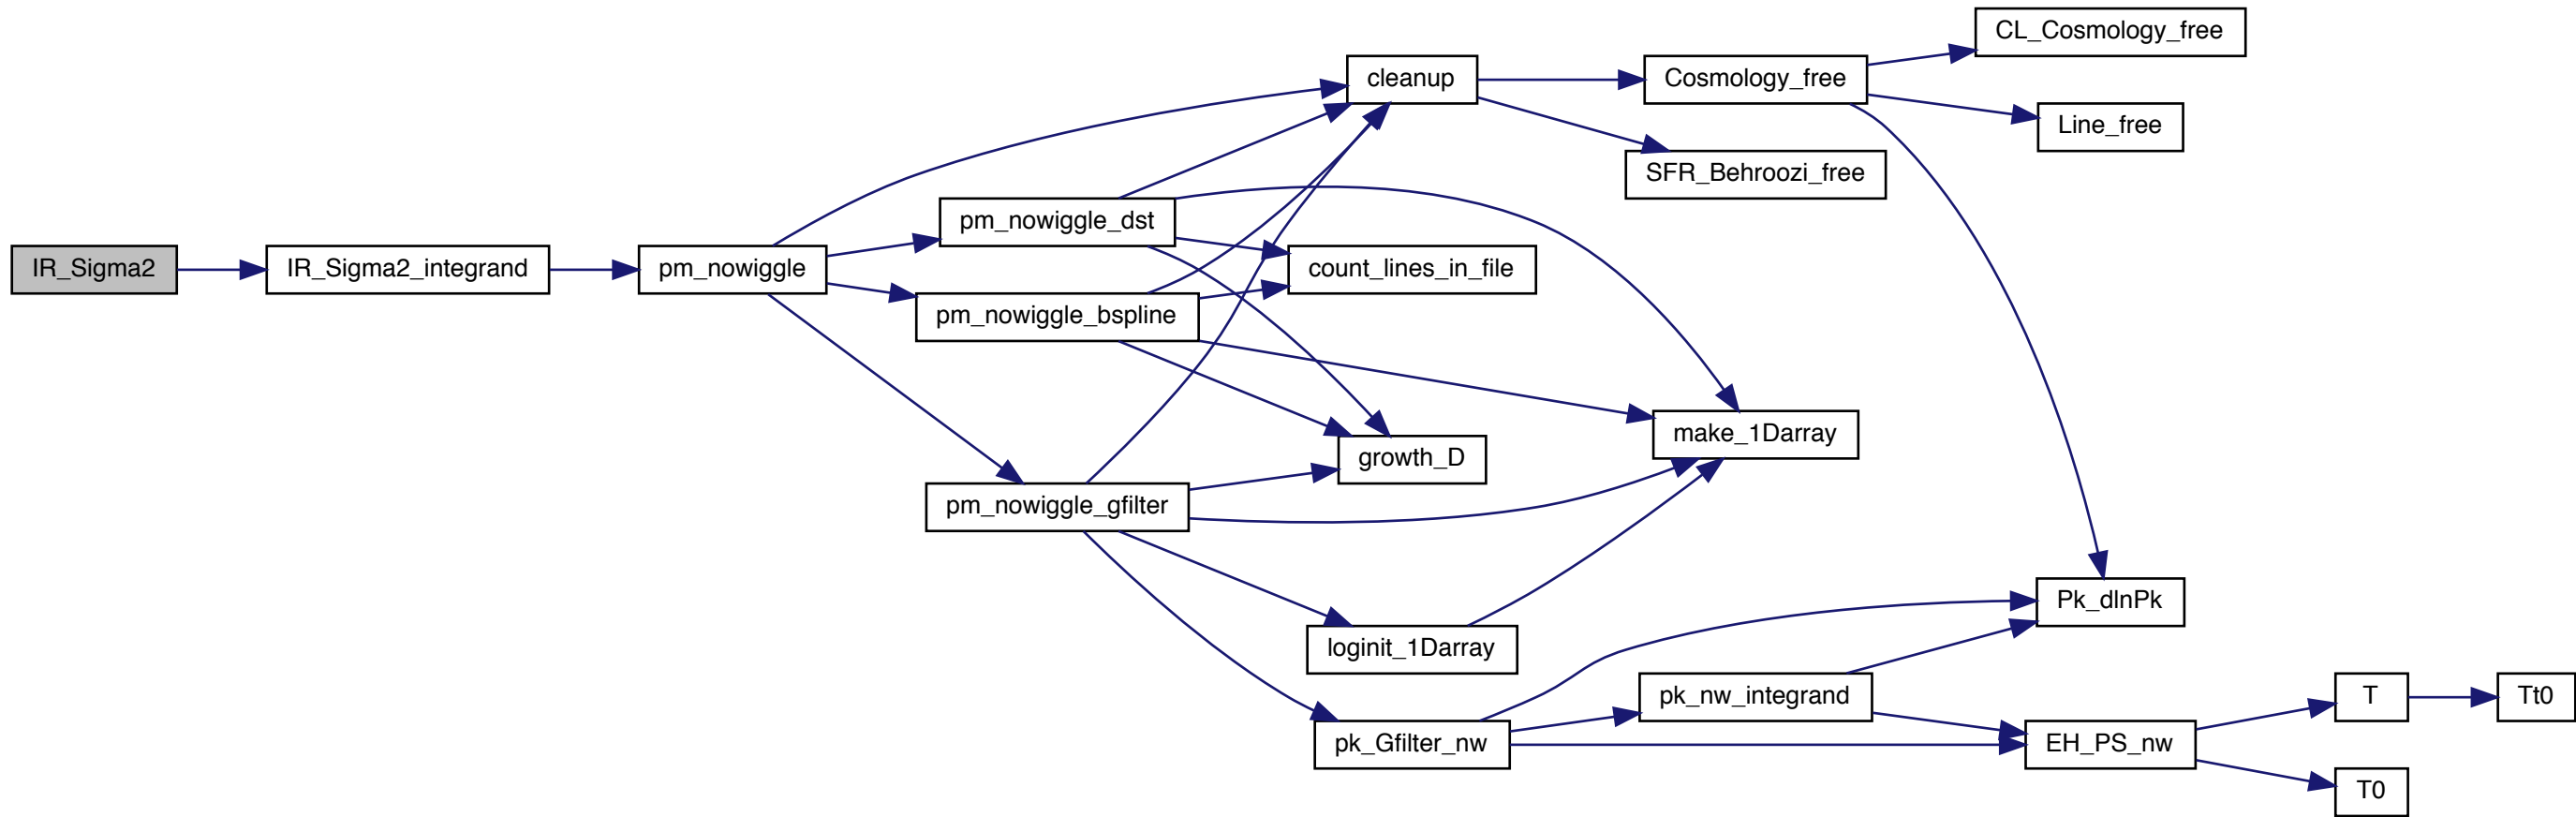 IR_Sigma2
IR_Sigma2_integrand
pm_nowiggle
pm_nowiggle_dst
pm_nowiggle_bspline
pm_nowiggle_gfilter
cleanup
count_lines_in_file
growth_D
loginit_1Darray
pk_Gfilter_nw
Cosmology_free
SFR_Behroozi_free
make_1Darray
pk_nw_integrand
CL_Cosmology_free
Line_free
Pk_dlnPk
EH_PS_nw
T
T0
Tt0